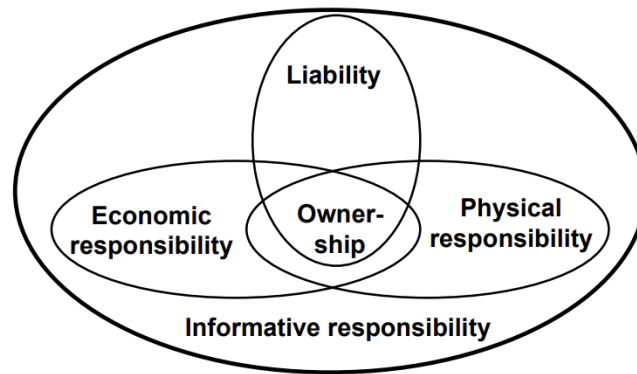 Liability
Economic
responsibility
Owner-
ship
Physical
responsibility
Informative responsibility